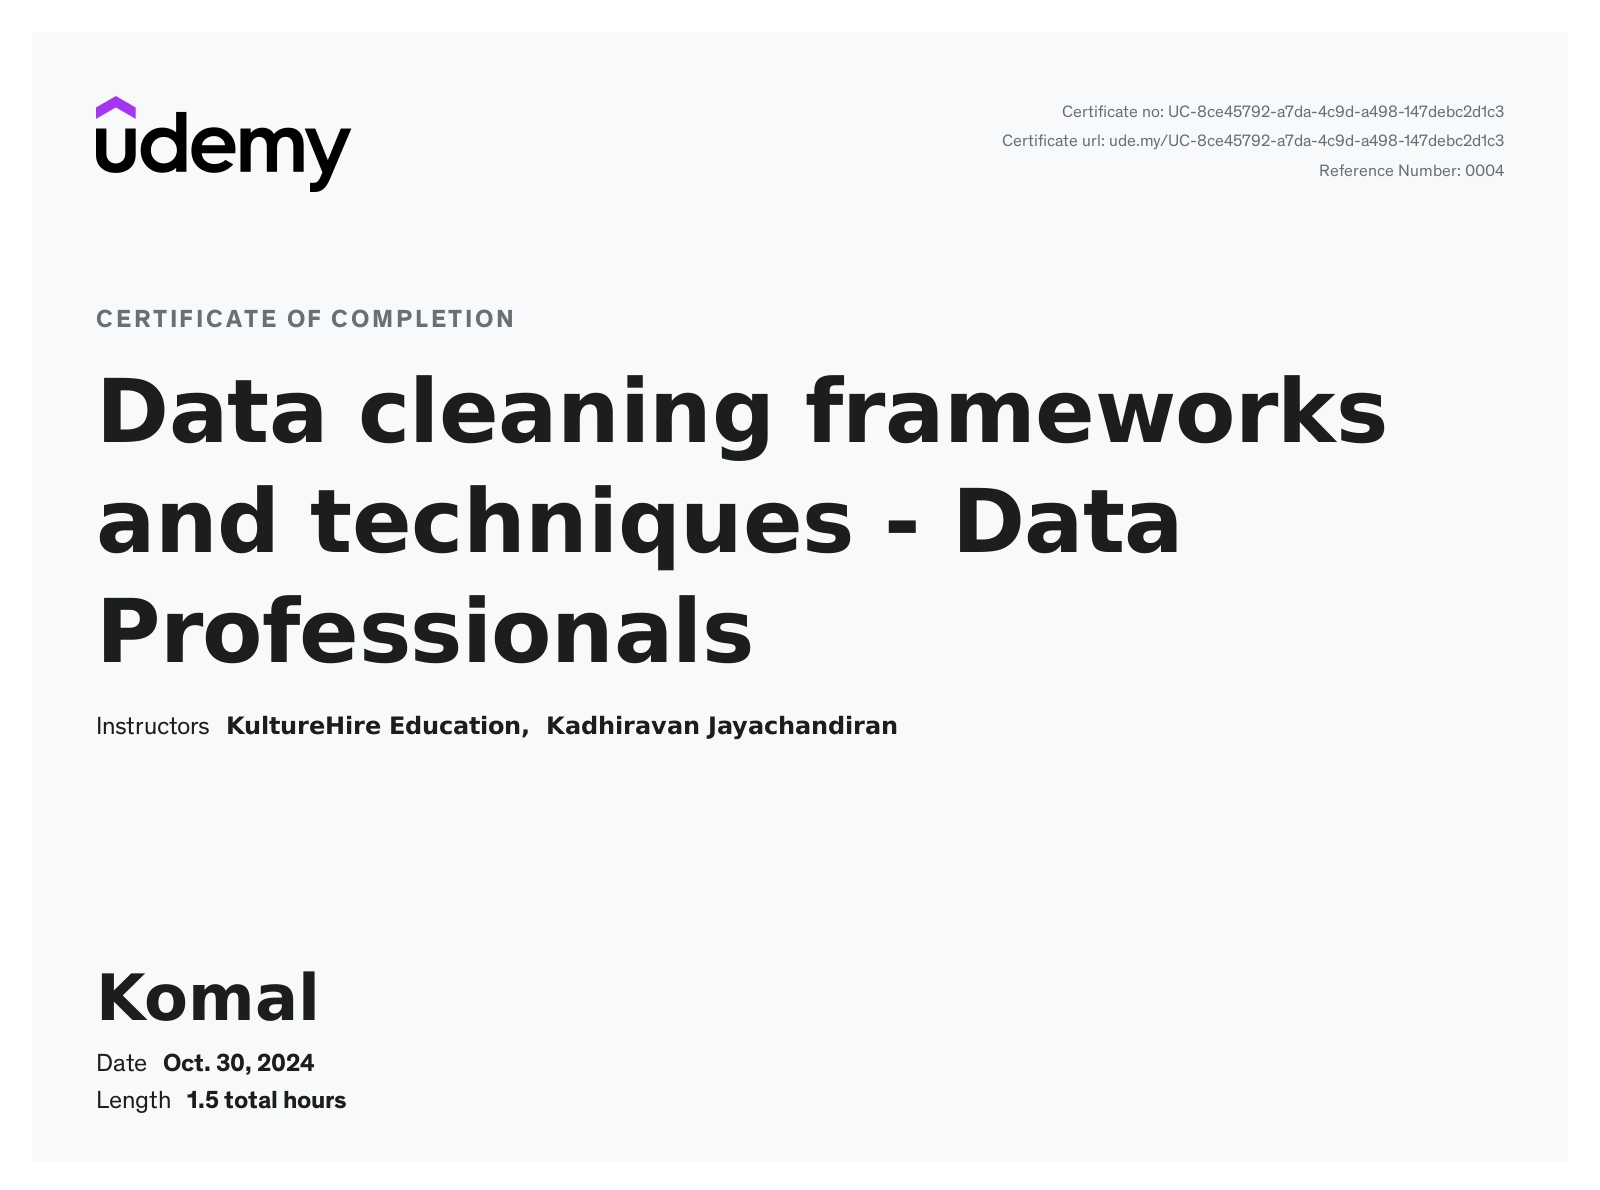 udemy
Certificate no: UC-8ce45792-a7da-4c9d-a498-147debc2d1c3
Certificate url: ude.my/UC-8ce45792-a7da-4c9d-a498-147debc2d1c3
Reference Number: 0004
CERTIFICATE OF COMPLETION
Data cleaning frameworks
and techniques - Data
Professionals
Instructors KultureHire Education, Kadhiravan Jayachandiran
Komal
Date Oct. 30, 2024
Length 1.5 total hours